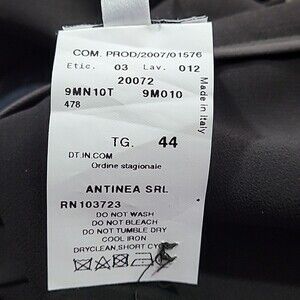 COM. PROD/2007/01576
Etic. 03 Lav. 012
20072
9MN10T 9M010
478
Made in Italy
TG. 44
DT.IN.COM
Ordine stagionale
ANTINEA SRL
RN103723
DO NOT WASH
DO NOT BLEACH
DO NOT TUMBLE DRY
COOL IRON
DRYCLEAN,SHORT